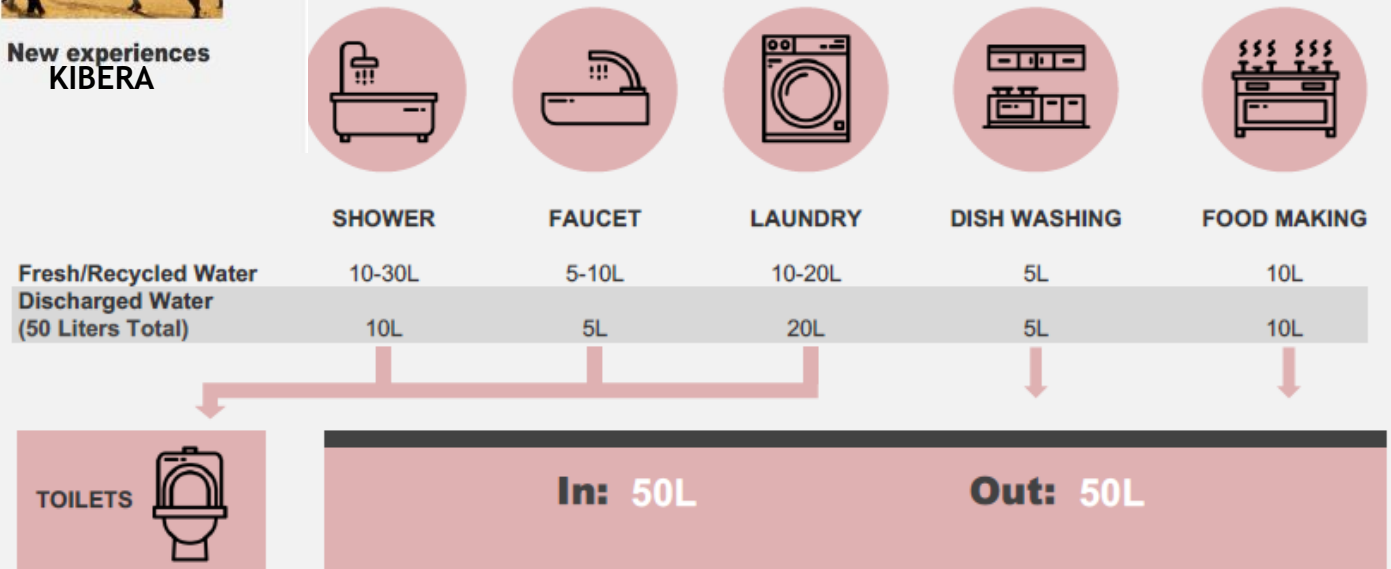 New experiences
KIBERA
SHOWER FAUCET LAUNDRY DISH WASHING FOOD MAKING
Fresh/Recycled Water 10-30L 5-10L 10-20L 5L 10L
Discharged Water
(50 Liters Total) 10L 5L 20L 5L 10L
TOILETS
In: 50L Out: 50L